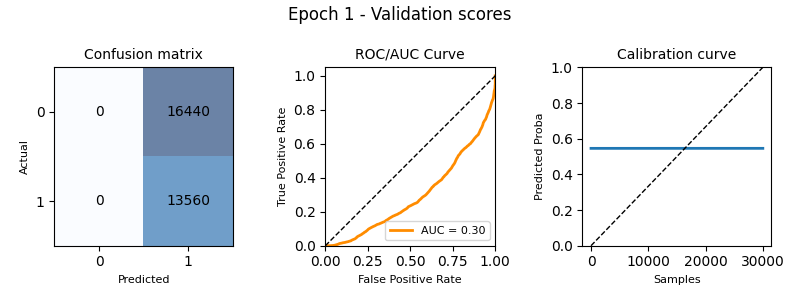 Epoch 1 - Validation scores
Confusion matrix
Actual
0
1
0 16440
0 13560
0 1
Predicted
ROC/AUC Curve
True Positive Rate
1.0
0.8
0.6
0.4
0.2
0.0
AUC = 0.30
0.00 0.25 0.50 0.75 1.00
False Positive Rate
Calibration curve
Predicted Proba
1.0
0.8
0.6
0.4
0.2
0.0
0 10000 20000 30000
Samples